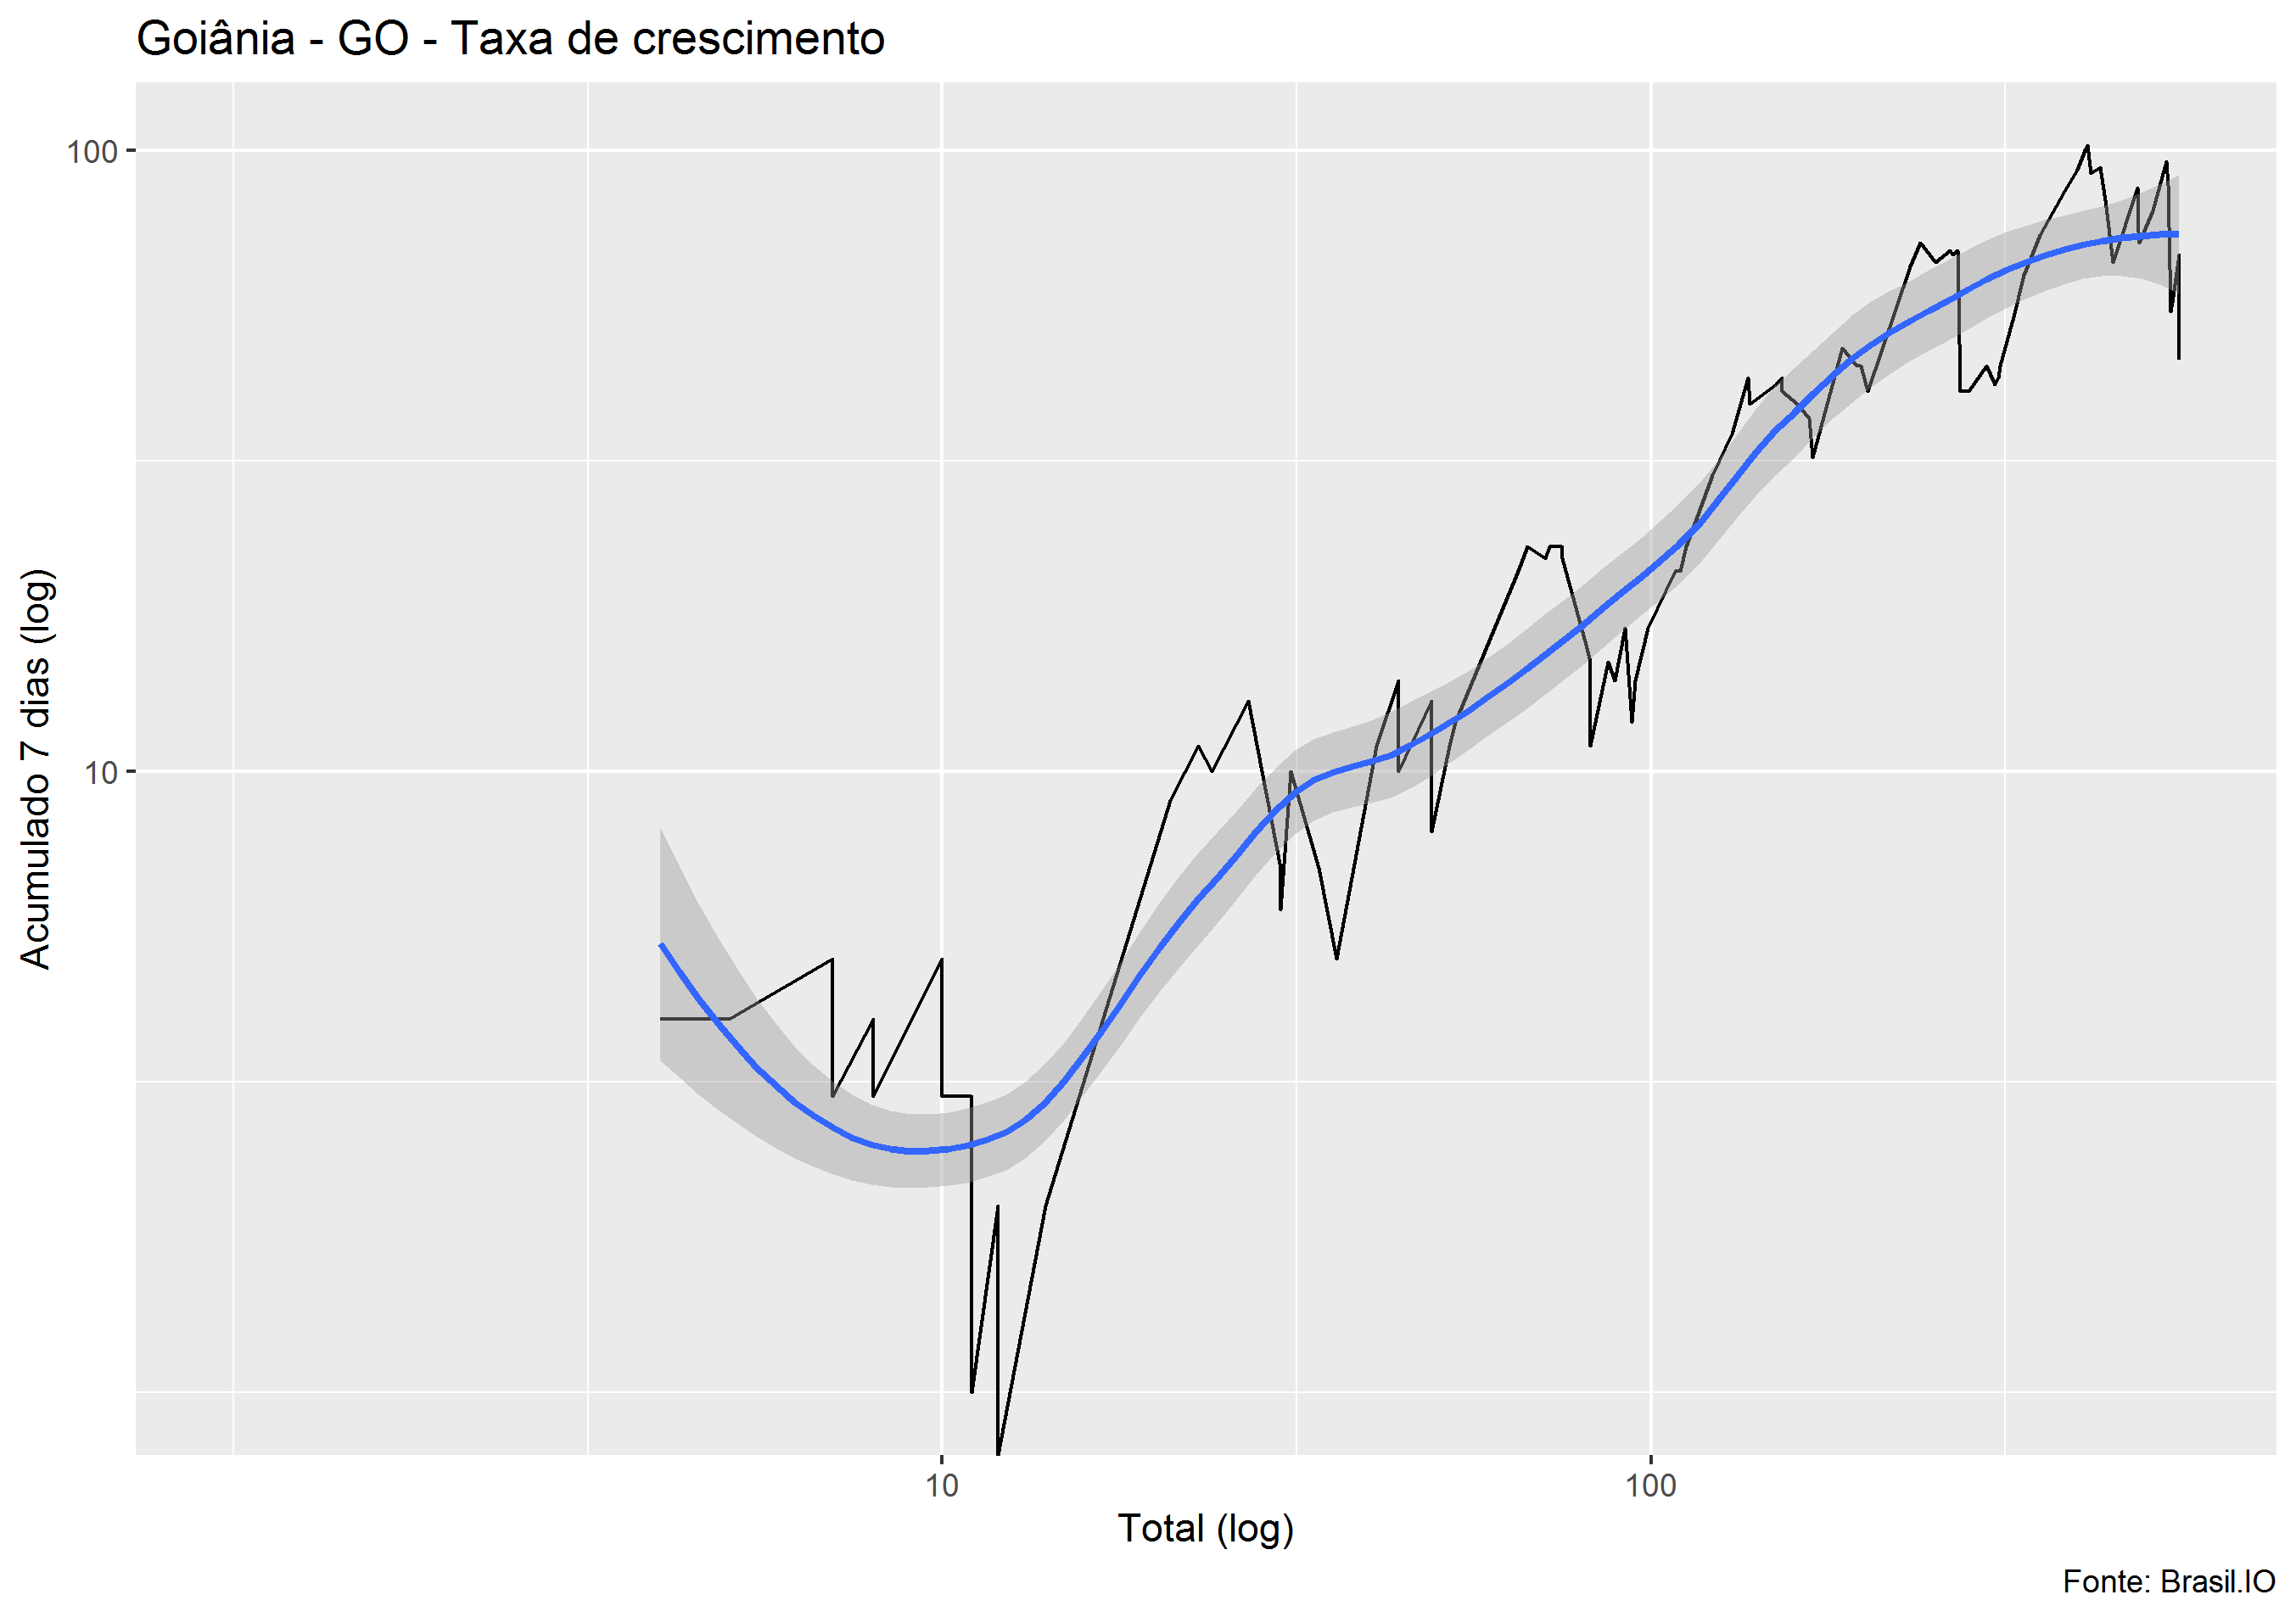 Goiânia - GO - Taxa de crescimento
100
10
Acumulado 7 dias (log)
10
100
Total (log)
Fonte: Brasil.IO